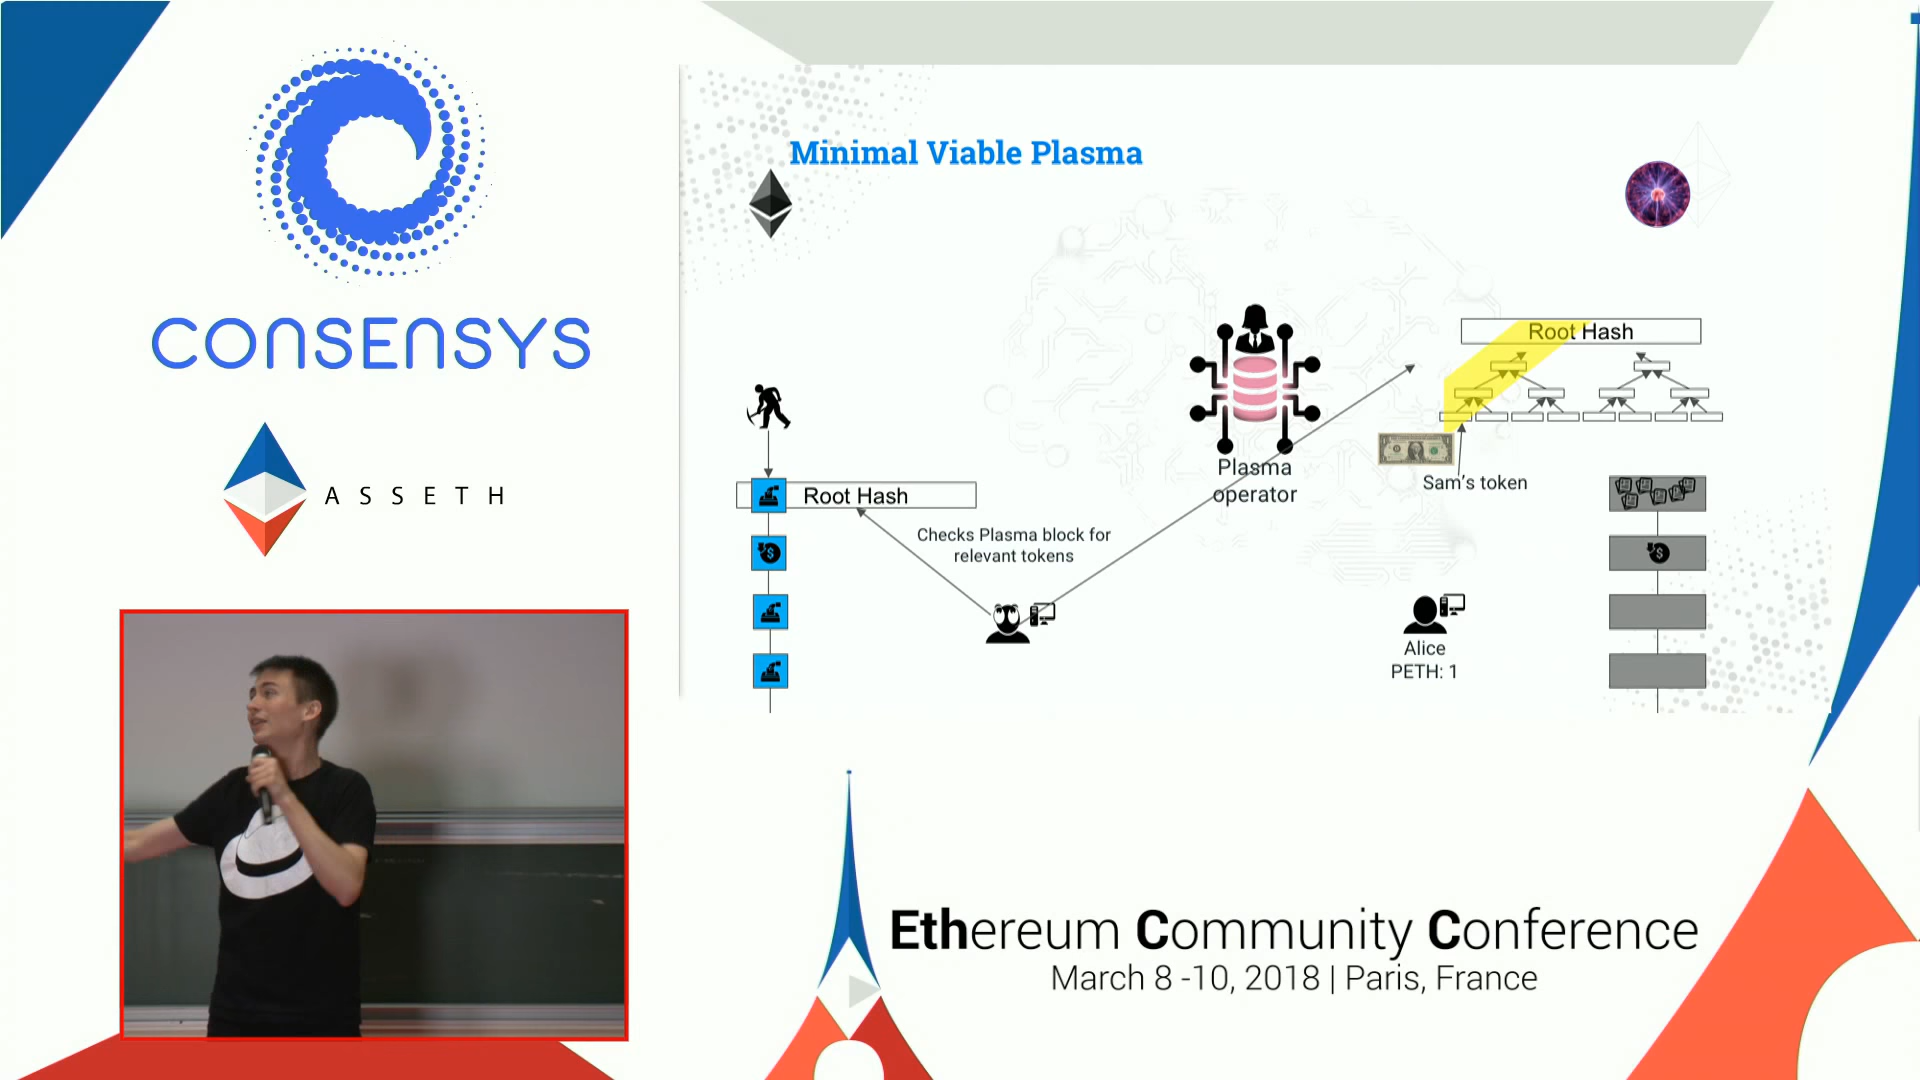 CONSENSYS
ASSETH
Minimal Viable Plasma
Root Hash
Plasma
operator
Sam's token
Root Hash
Checks Plasma block for
relevant tokens
Alice
PETH: 1
Ethereum Community Conference
March 8 -10, 2018 | Paris, France